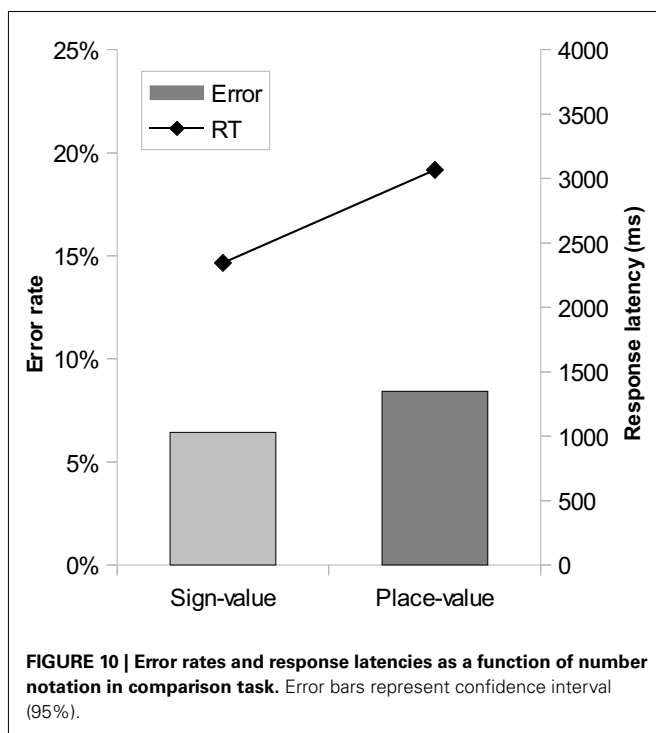 25%
20%
15%
10%
5%
0%
Error rate
Error
RT
4000
3500
3000
2500
2000
1500
1000
500
0
Response latency (ms)
Sign-value
Place-value
FIGURE 10 | Error rates and response latencies as a function of number
notation in comparison task. Error bars represent confidence interval
(95%).